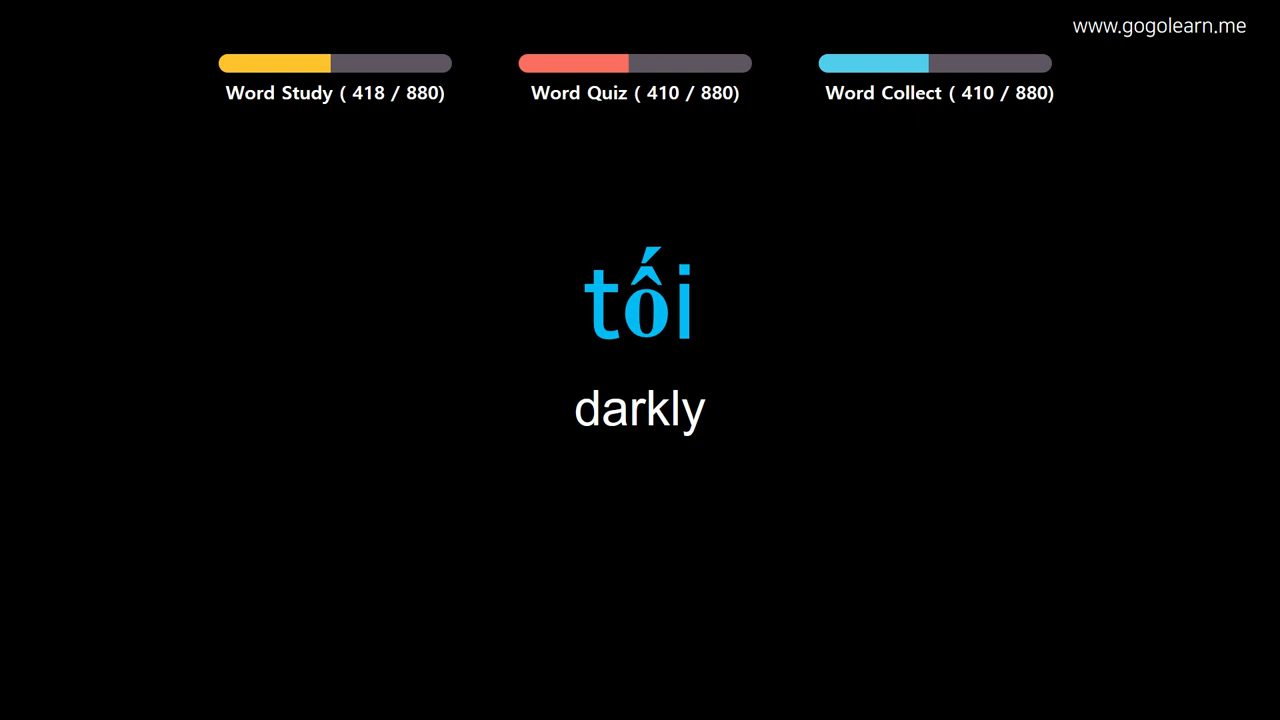 www.gogolearn.me
Word Study ( 418 / 880)
Word Quiz ( 410 / 880)
Word Collect ( 410 / 880)
tối
darkly